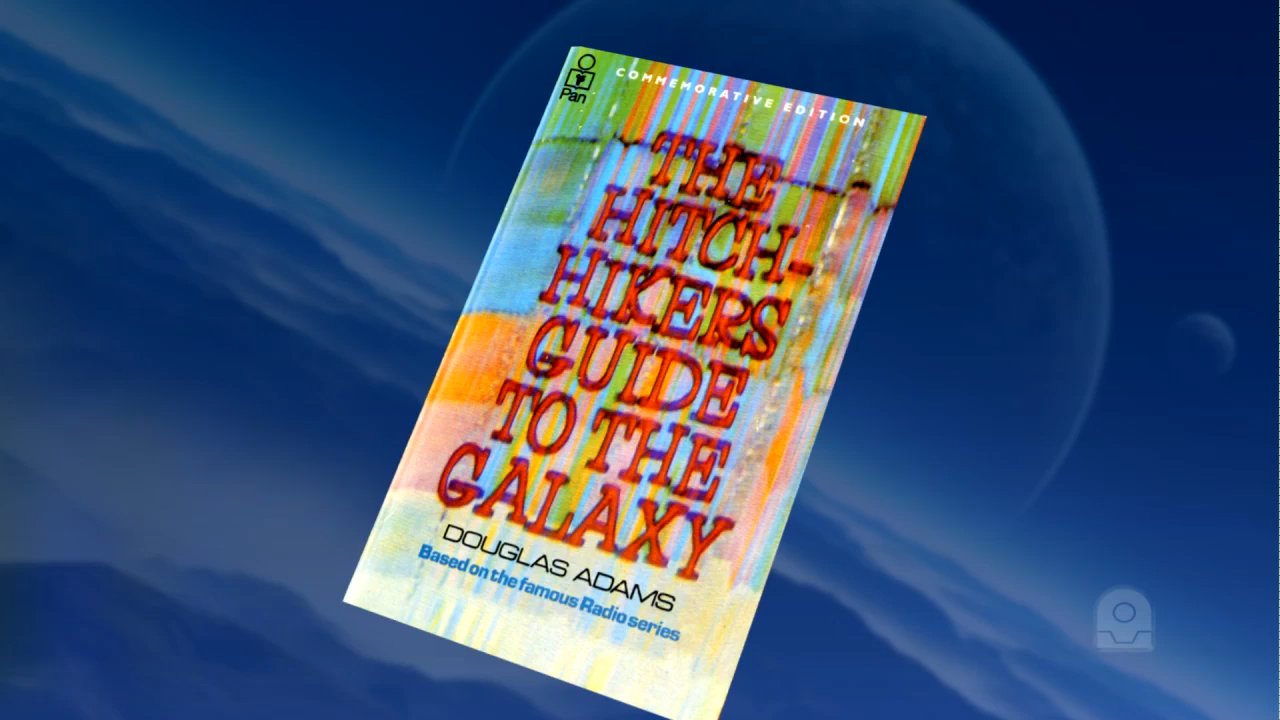 Pan
COMMEMORATIVE EDITION
THE
HITCH-
HIKERS
GUIDE
TO THE
GALAXY
DOUGLAS ADAMS
Based on the famous Radio series